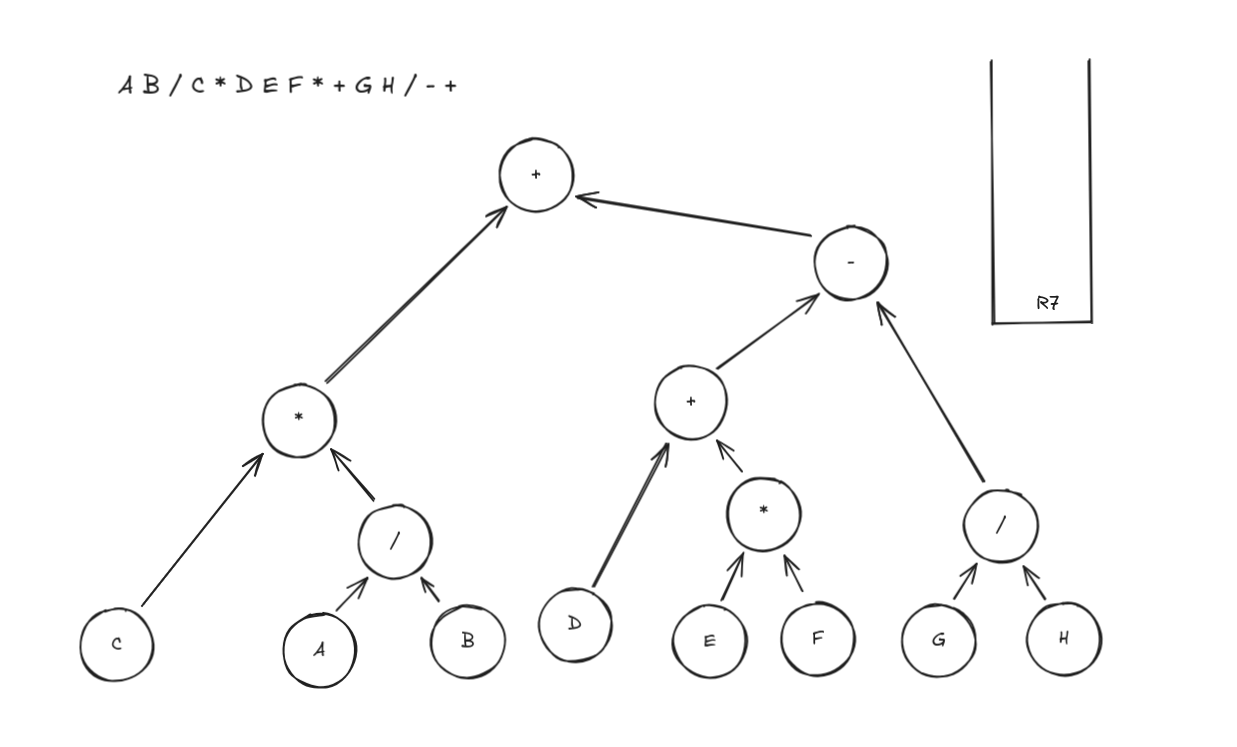 A B / C * D E F * + G H / - +
+
-
R7
*
+
/
*
/
C
A
B
D
E
F
G
H